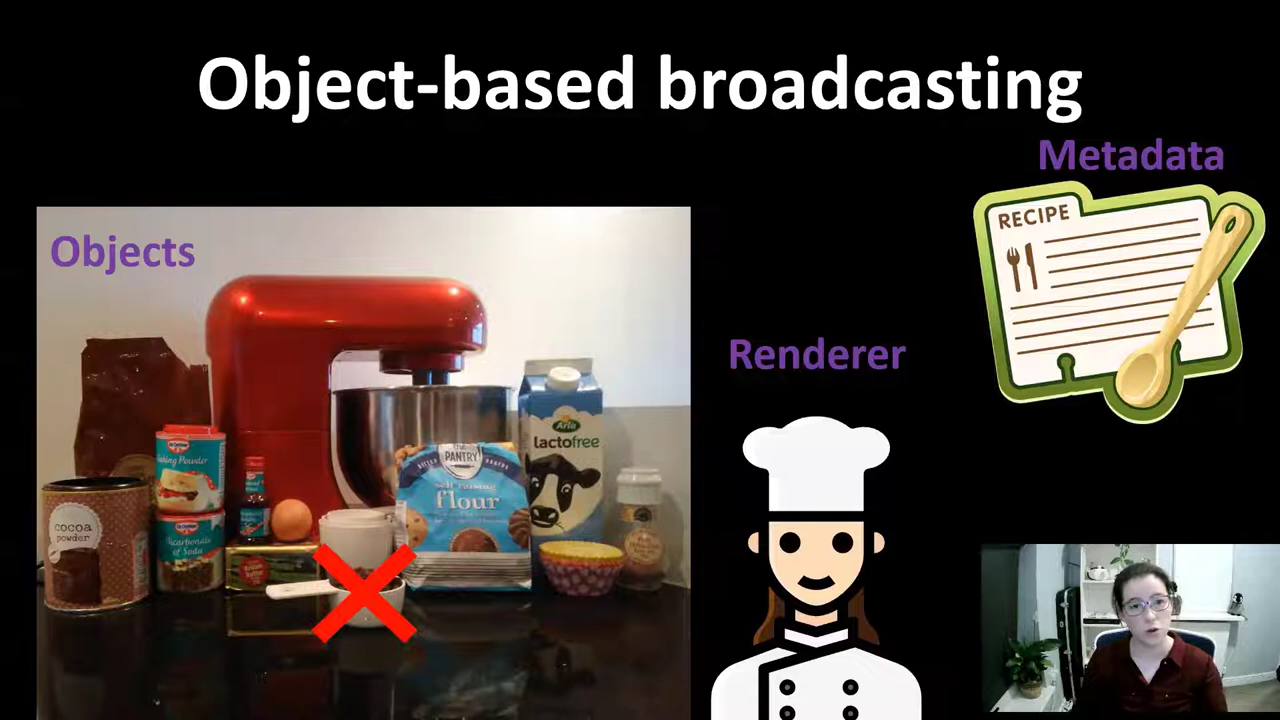 Object-based broadcasting
Metadata
RECIPE
Objects
Renderer
Arla
lactofree
THE
PANTRY
self raising
flour
Baking Powder
cocoa
powder
Bicarbonate
of Soda